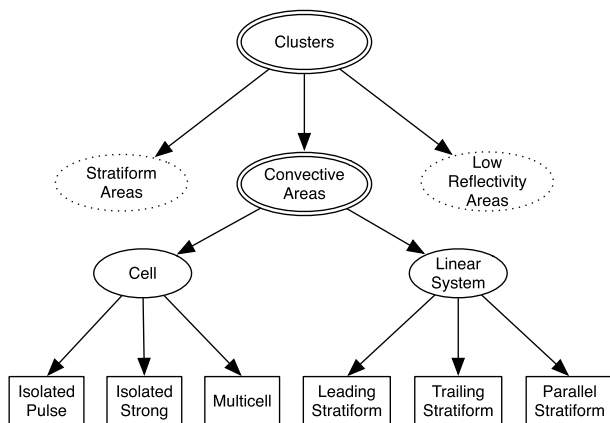 Clusters
Stratiform
Areas
Convective
Areas
Low
Reflectivity
Areas
Cell
Linear
System
Isolated
Pulse
Isolated
Strong
Multicell
Leading
Stratiform
Trailing
Stratiform
Parallel
Stratiform